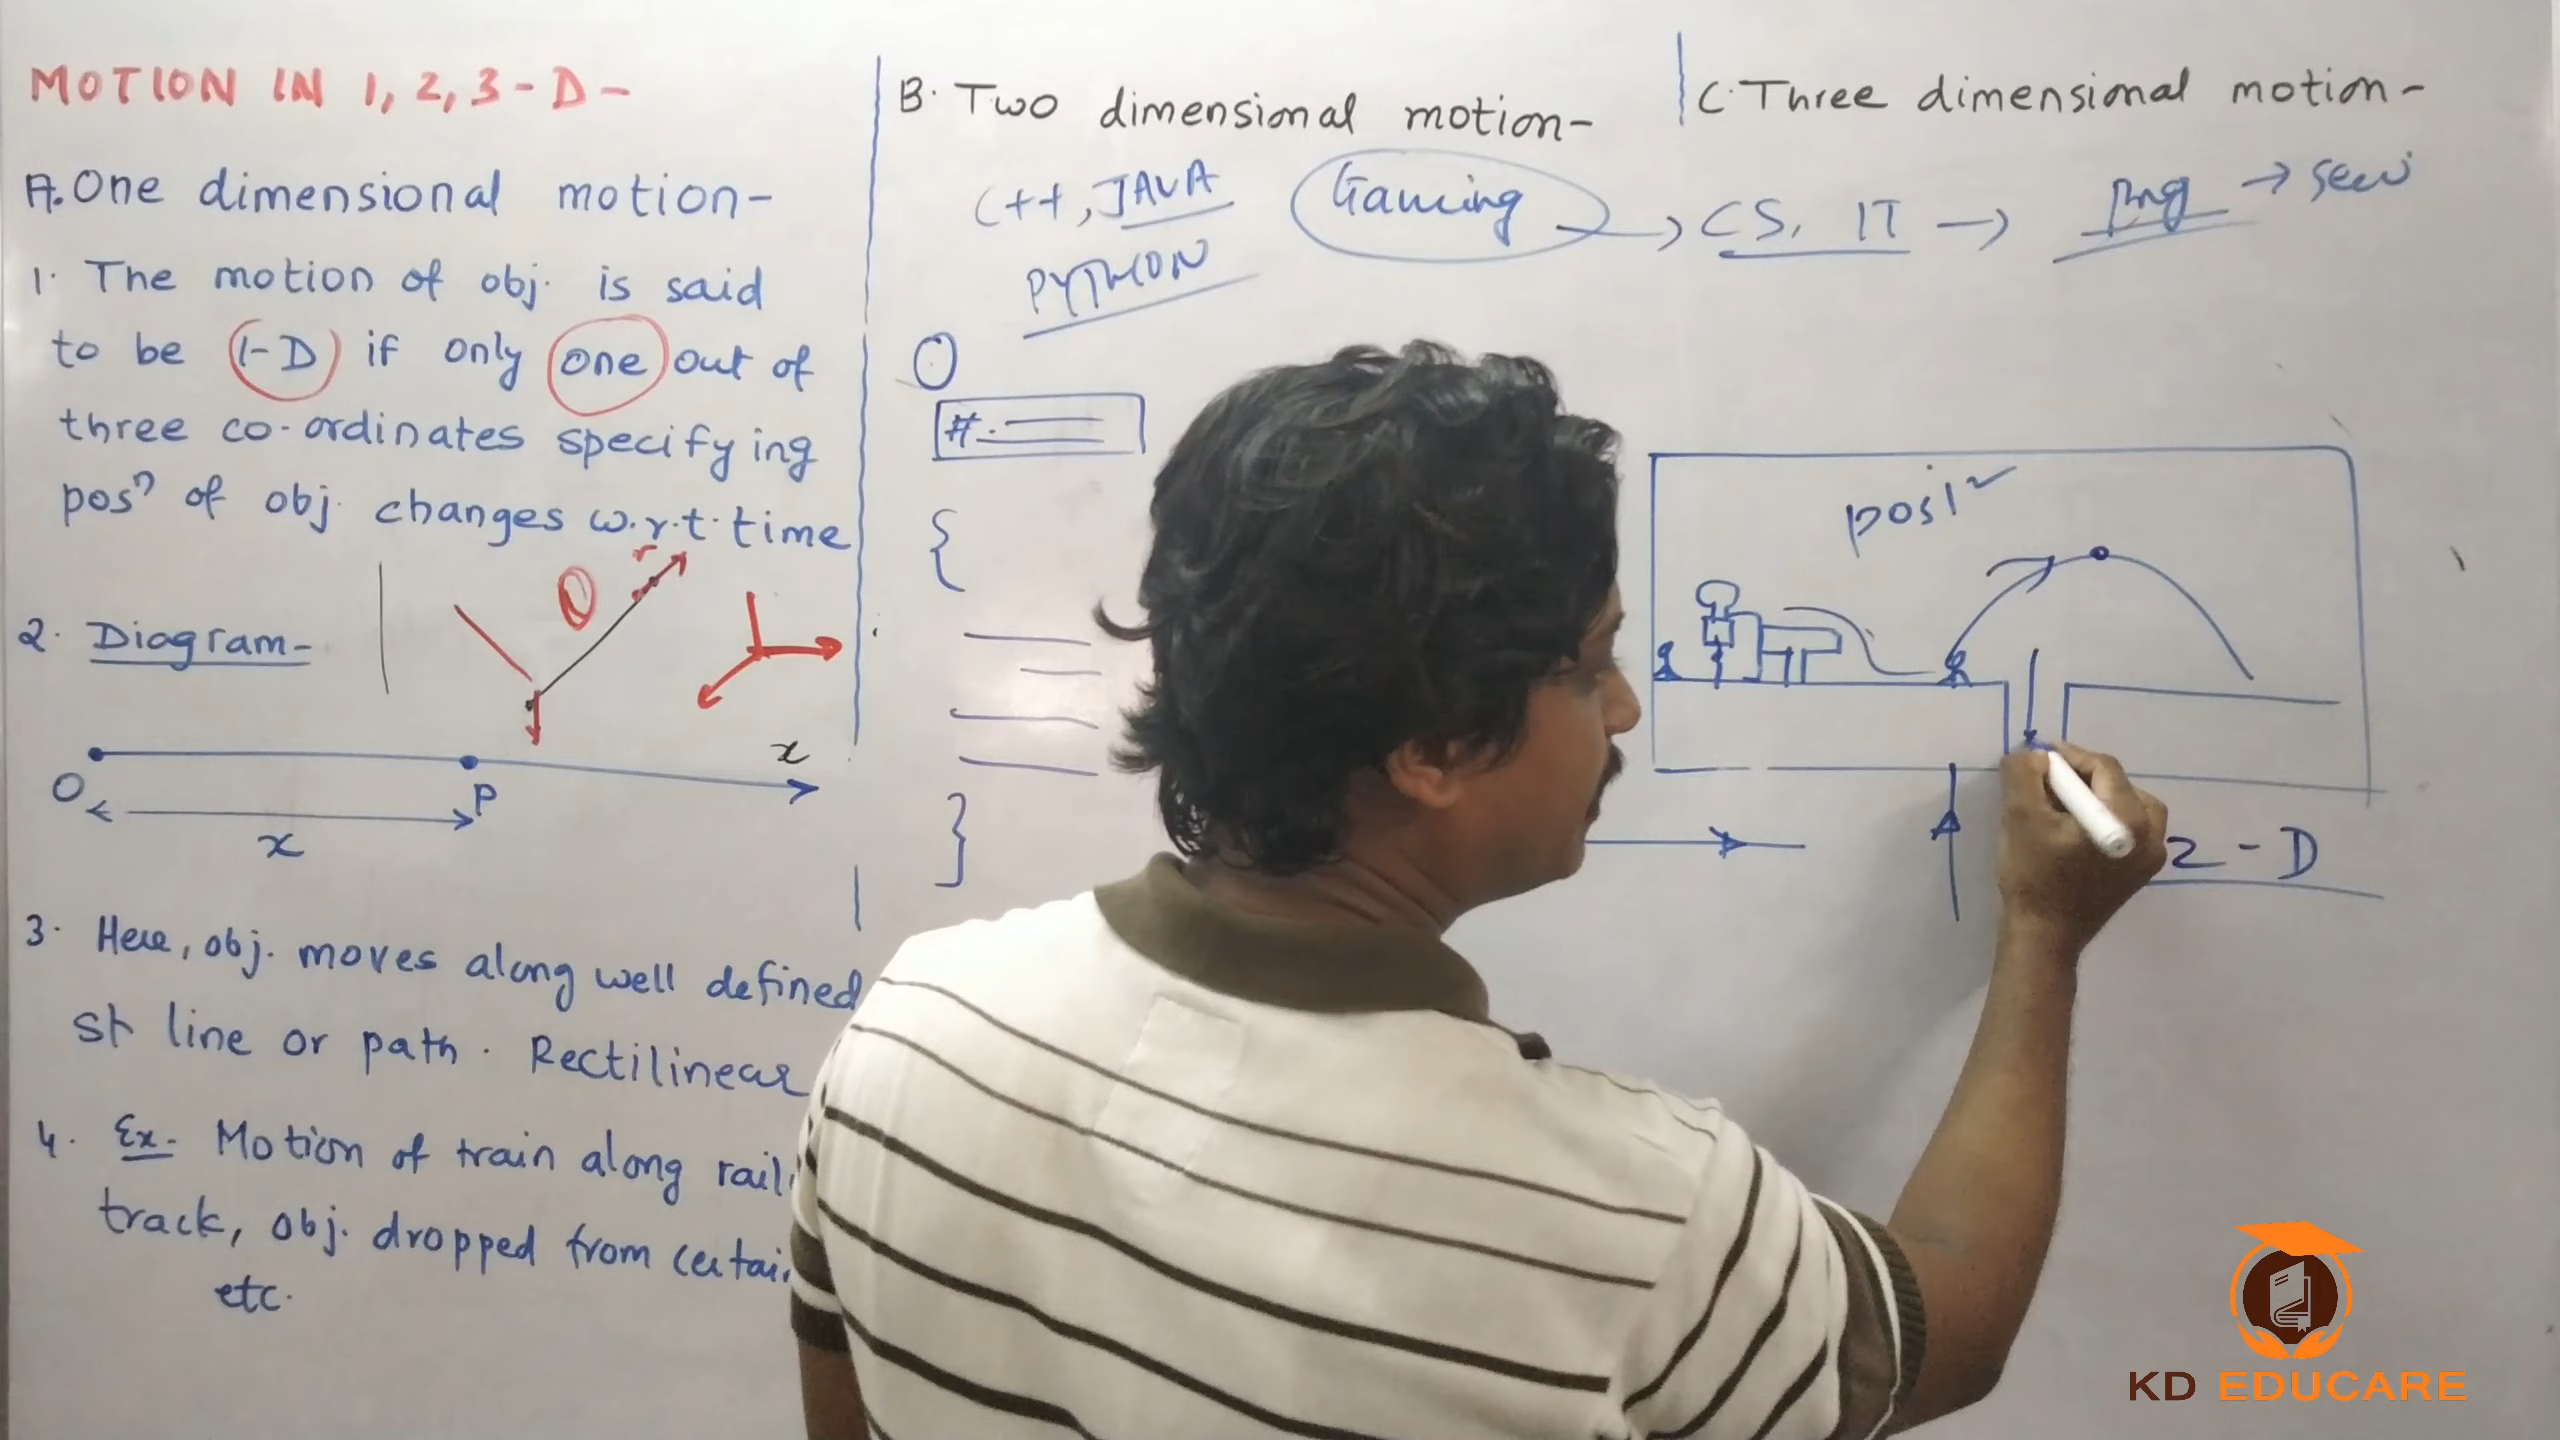 MOTION IN 1, 2, 3 - D -
A. One dimensional motion -
1. The motion of obj. is said
to be 1-D if only one out of
three co-ordinates specifying
posⁿ of obj. changes w.r.t. time
r
2. Diagram -
x
O
P
x
3. Here, obj. moves along well defined
st line or path. Rectilinear
4. Ex - Motion of train along rail
track, obj. dropped from certai
etc.
B. Two dimensional motion -
C++, JAVA
PYTHON
Gaming
O
#.
{
}
C. Three dimensional motion -
→ CS, IT →
2 - D
KD EDUCARE